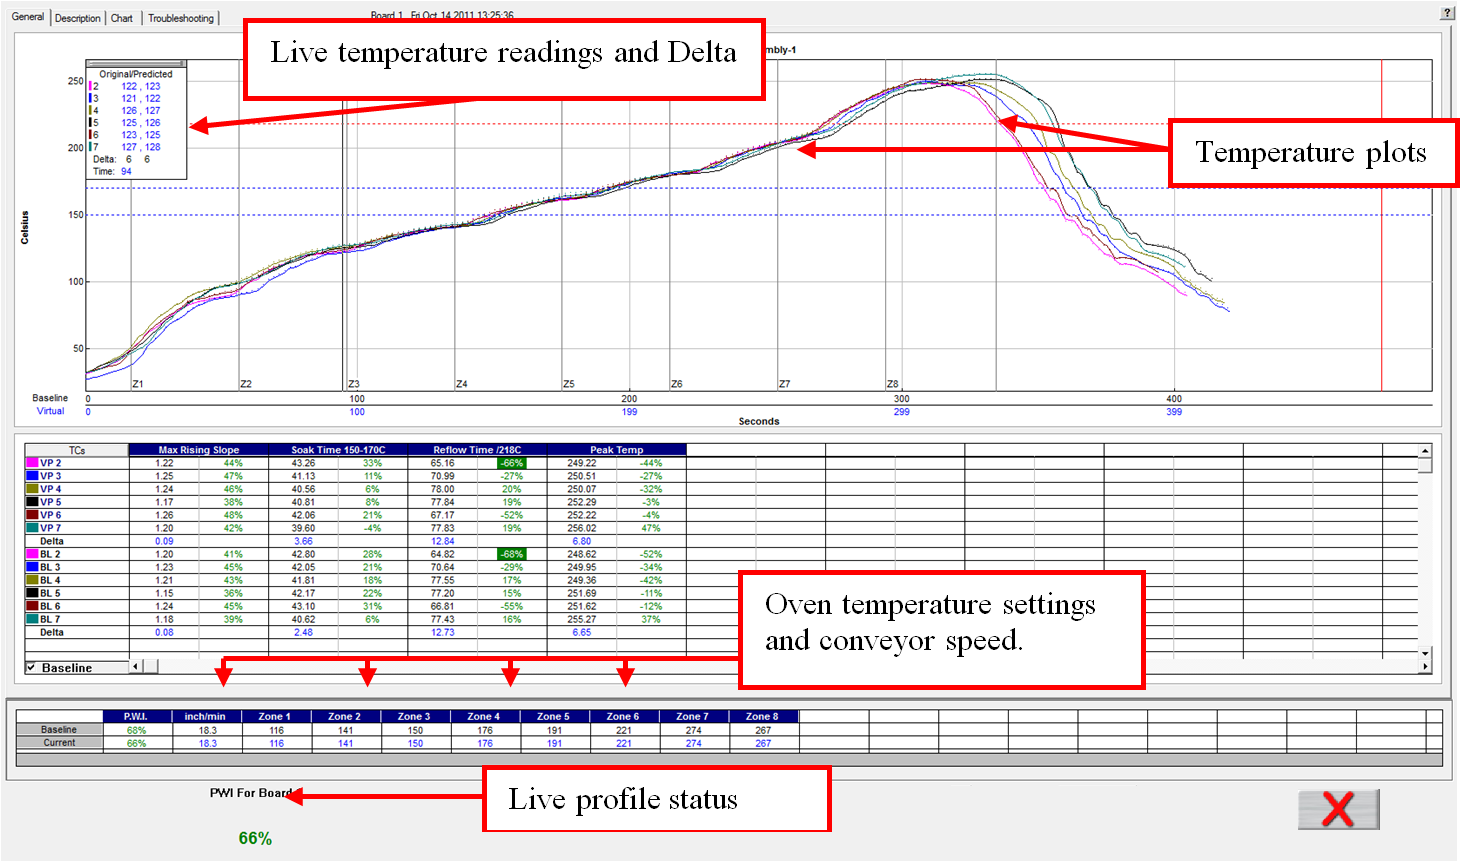 General Description Chart Troubleshooting
Board 1 Fri Oct 14 2011 13:25:36
?
Live temperature readings and Delta
mbly-1
Original/Predicted
2 122 , 123
3 121 , 122
4 126 , 127
5 125 , 126
6 123 , 125
7 127 , 128
Delta: 6 6
Time: 94
Temperature plots
Celsius
250
200
150
100
50
Z1 Z2 Z3 Z4 Z5 Z6 Z7 Z8
Baseline 0 100 200 300 400
Virtual 0 100 199 299 399
Seconds
TCs Max Rising Slope Soak Time 150-170C Reflow Time /218C Peak Temp
VP 2 1.22 44% 43.26 33% 65.16 -66% 249.22 -44%
VP 3 1.25 47% 41.13 11% 70.99 -27% 250.51 -27%
VP 4 1.24 46% 40.56 6% 78.00 20% 250.07 -32%
VP 5 1.17 38% 40.81 8% 77.84 19% 252.29 -3%
VP 6 1.26 48% 42.06 21% 67.17 -52% 252.22 -4%
VP 7 1.20 42% 39.60 -4% 77.83 19% 256.02 47%
Delta 0.09 3.66 12.84 6.80
BL 2 1.20 41% 42.80 28% 64.82 -68% 248.62 -52%
BL 3 1.23 45% 42.05 21% 70.64 -29% 249.95 -34%
BL 4 1.21 43% 41.81 18% 77.55 17% 249.36 -42%
BL 5 1.15 36% 42.17 22% 77.20 15% 251.69 -11%
BL 6 1.24 45% 43.10 31% 66.81 -55% 251.62 -12%
BL 7 1.18 39% 40.62 6% 77.43 16% 255.27 37%
Delta 0.08 2.48 12.73 6.65
Baseline
Oven temperature settings
and conveyor speed.
P.W.I. inch/min Zone 1 Zone 2 Zone 3 Zone 4 Zone 5 Zone 6 Zone 7 Zone 8
Baseline 68% 18.3 116 141 150 176 191 221 274 267
Current 66% 18.3 116 141 150 176 191 221 274 267
PWI For Board
Live profile status
66%